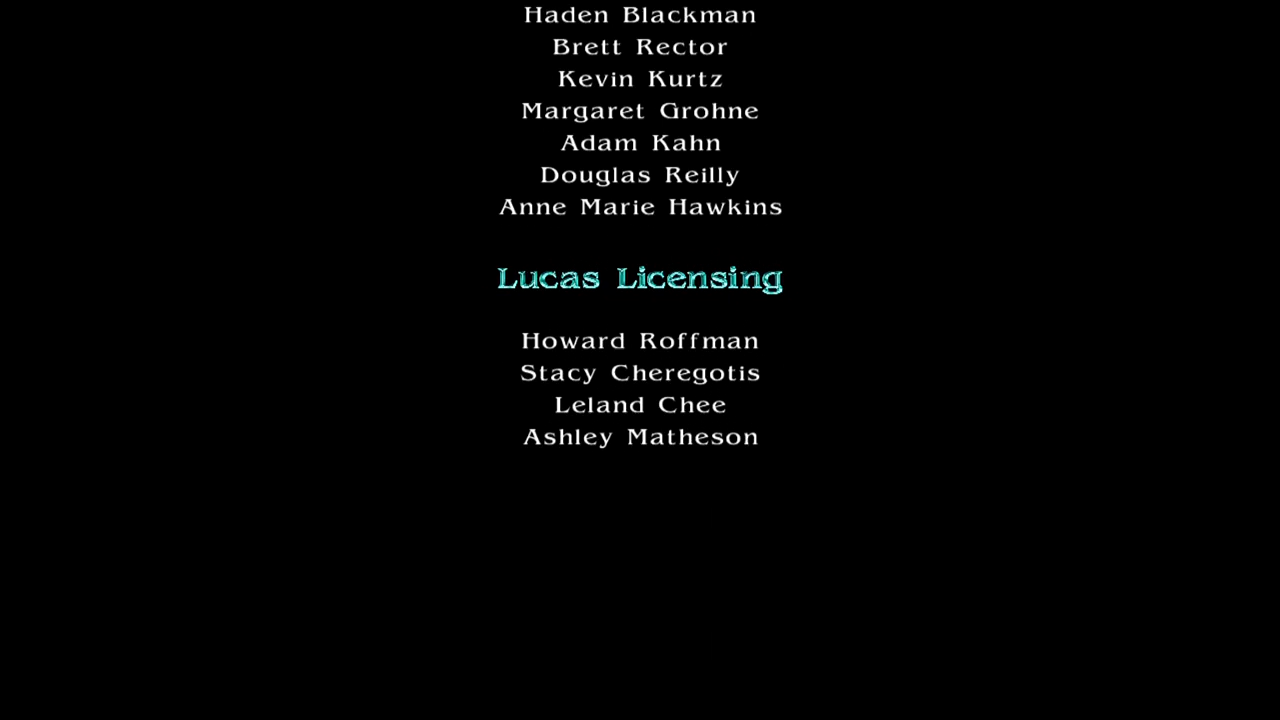 Haden Blackman
Brett Rector
Kevin Kurtz
Margaret Grohne
Adam Kahn
Douglas Reilly
Anne Marie Hawkins
Lucas Licensing
Howard Roffman
Stacy Cheregotis
Leland Chee
Ashley Matheson